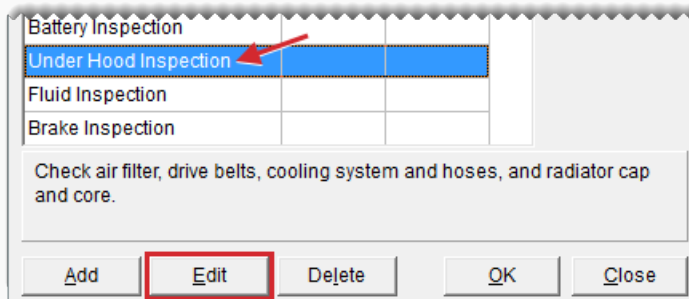 Battery Inspection
Under Hood Inspection
Fluid Inspection
Brake Inspection
Check air filter, drive belts, cooling system and hoses, and radiator cap
and core.
Add Edit Delete OK Close